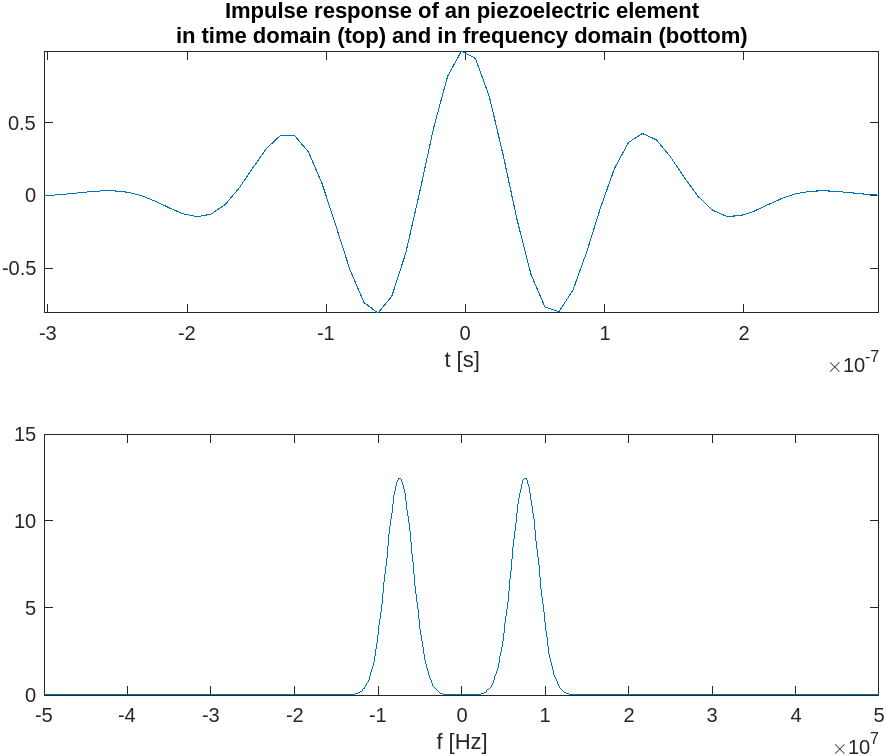 Impulse response of an piezoelectric element
in time domain (top) and in frequency domain (bottom)
0.5
0
-0.5
-3 -2 -1 0 1 2
t [s]
×10-7
15
10
5
0
-5 -4 -3 -2 -1 0 1 2 3 4 5
f [Hz]
×107